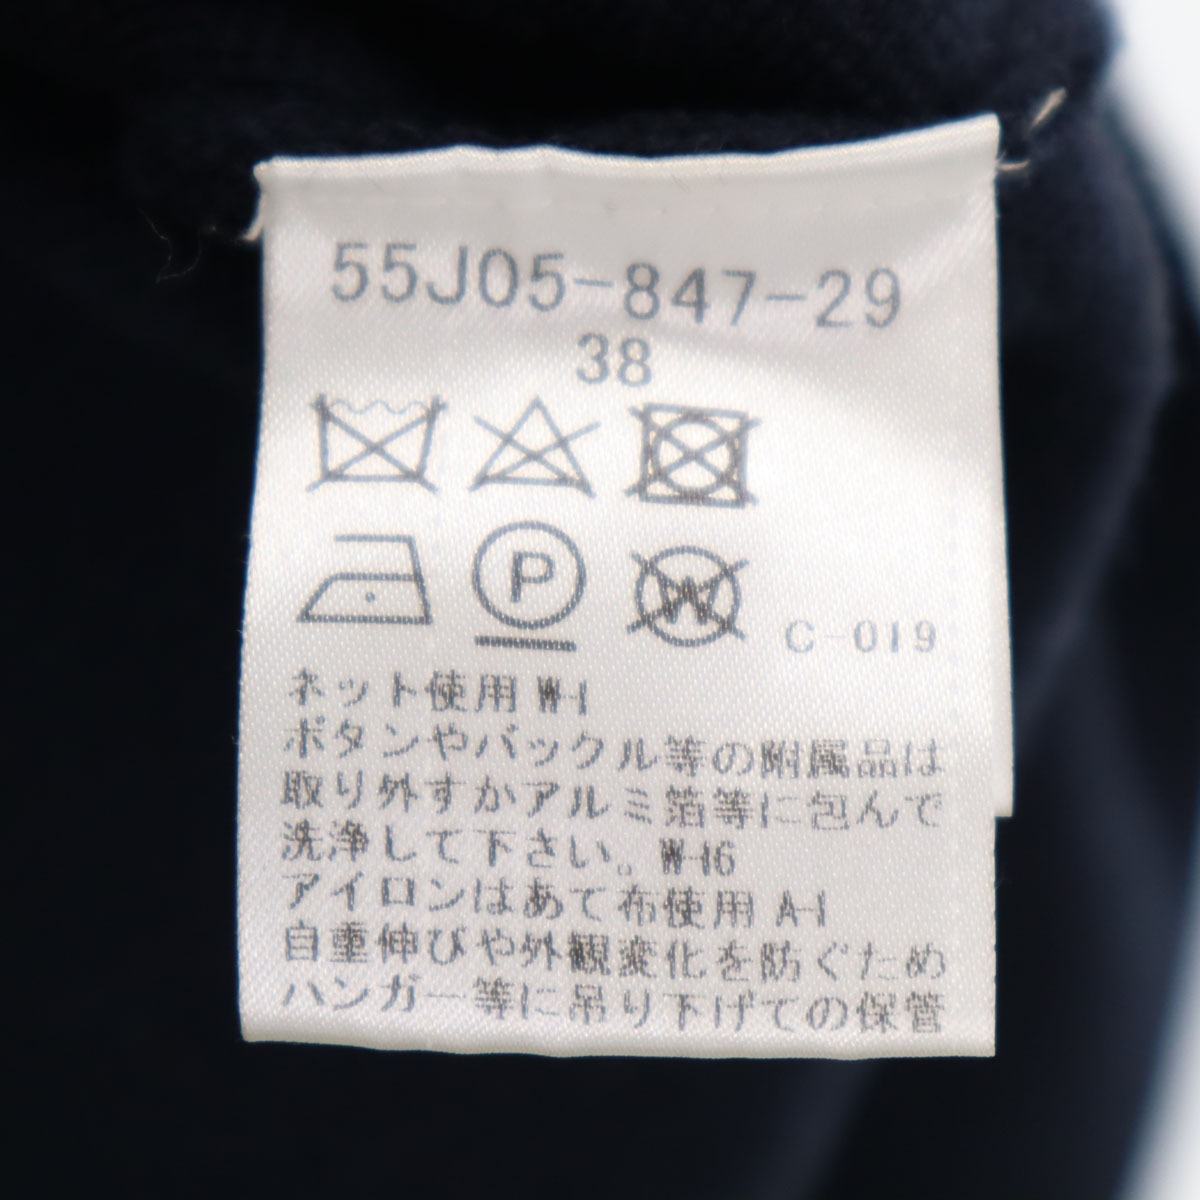 55J05-847-29
38
P
W
C-019
ネット使用 W-1
ボタンやバックル等の附属品は
取り外すかアルミ箔等に包んで
洗浄して下さい。W-16
アイロンはあて布使用 A-1
自重伸びや外観変化を防ぐため
ハンガー等に吊り下げての保管